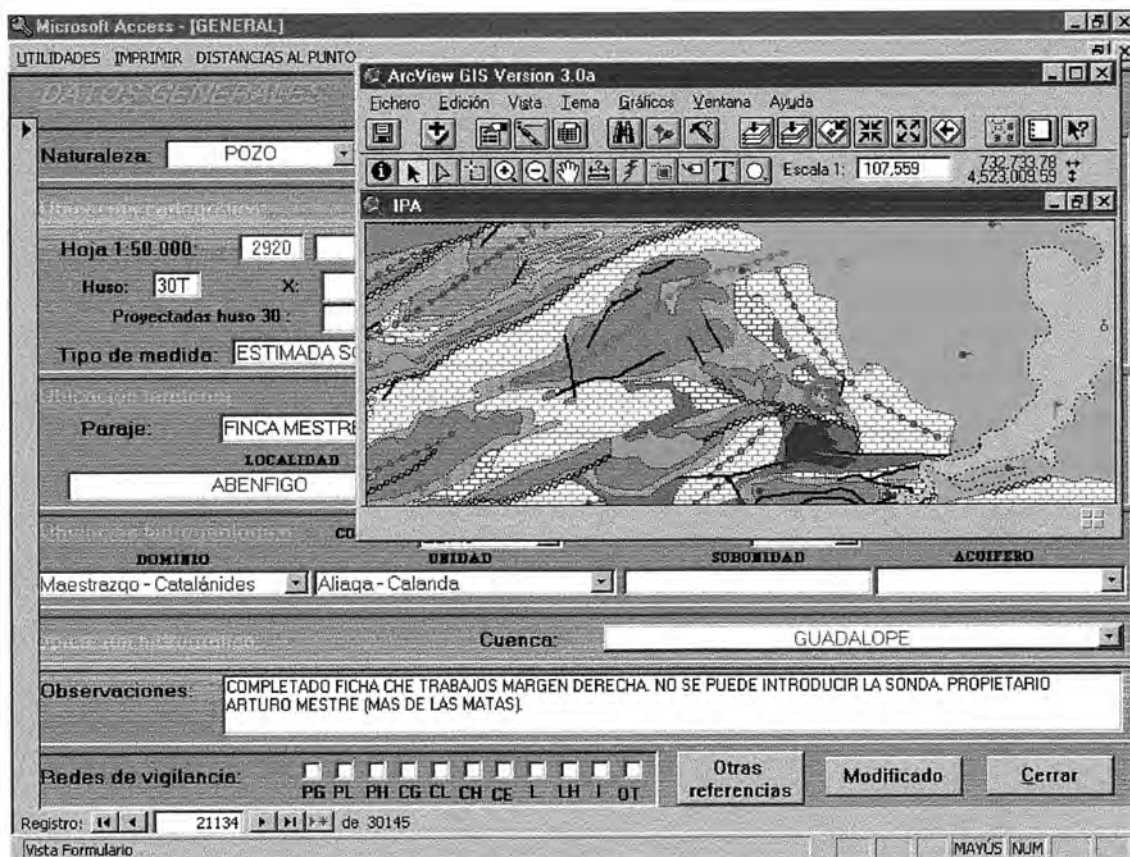 Microsoft Access - [GENERAL]
UTILIDADES IMPRIMIR DISTANCIAS AL PUNTO
DATOS GENERALES
Naturaleza: POZO
Hoja 1:50.000: 2920
Huso: 30T X:
Proyectadas huso 30 :
Tipo de medida: ESTIMADA SO
Paraje: FINCA MESTRE
LOCALIDAD
ABENFIGO
ArcView GIS Version 3.0a
Fichero Edición Vista Tema Gráficos Ventana Ayuda
Escala 1: 107,559 732,733.78
4,523,009.59
IPA
CO
DOMINIO UNIDAD SUBUNIDAD ACUIFERO
Maestrazgo - Catalánides Aliaga - Calanda
Cuenca: GUADALOPE
Observaciones: COMPLETADO FICHA CHE TRABAJOS MARGEN DERECHA. NO SE PUEDE INTRODUCIR LA SONDA. PROPIETARIO
ARTURO MESTRE (MAS DE LAS MATAS).
Redes de vigilancia: PG PL PH CG CL CH CE L LH I OT
Otras
referencias
Modificado
Cerrar
Registro: 21134 de 30145
Vista Formulario MAYÚS NUM